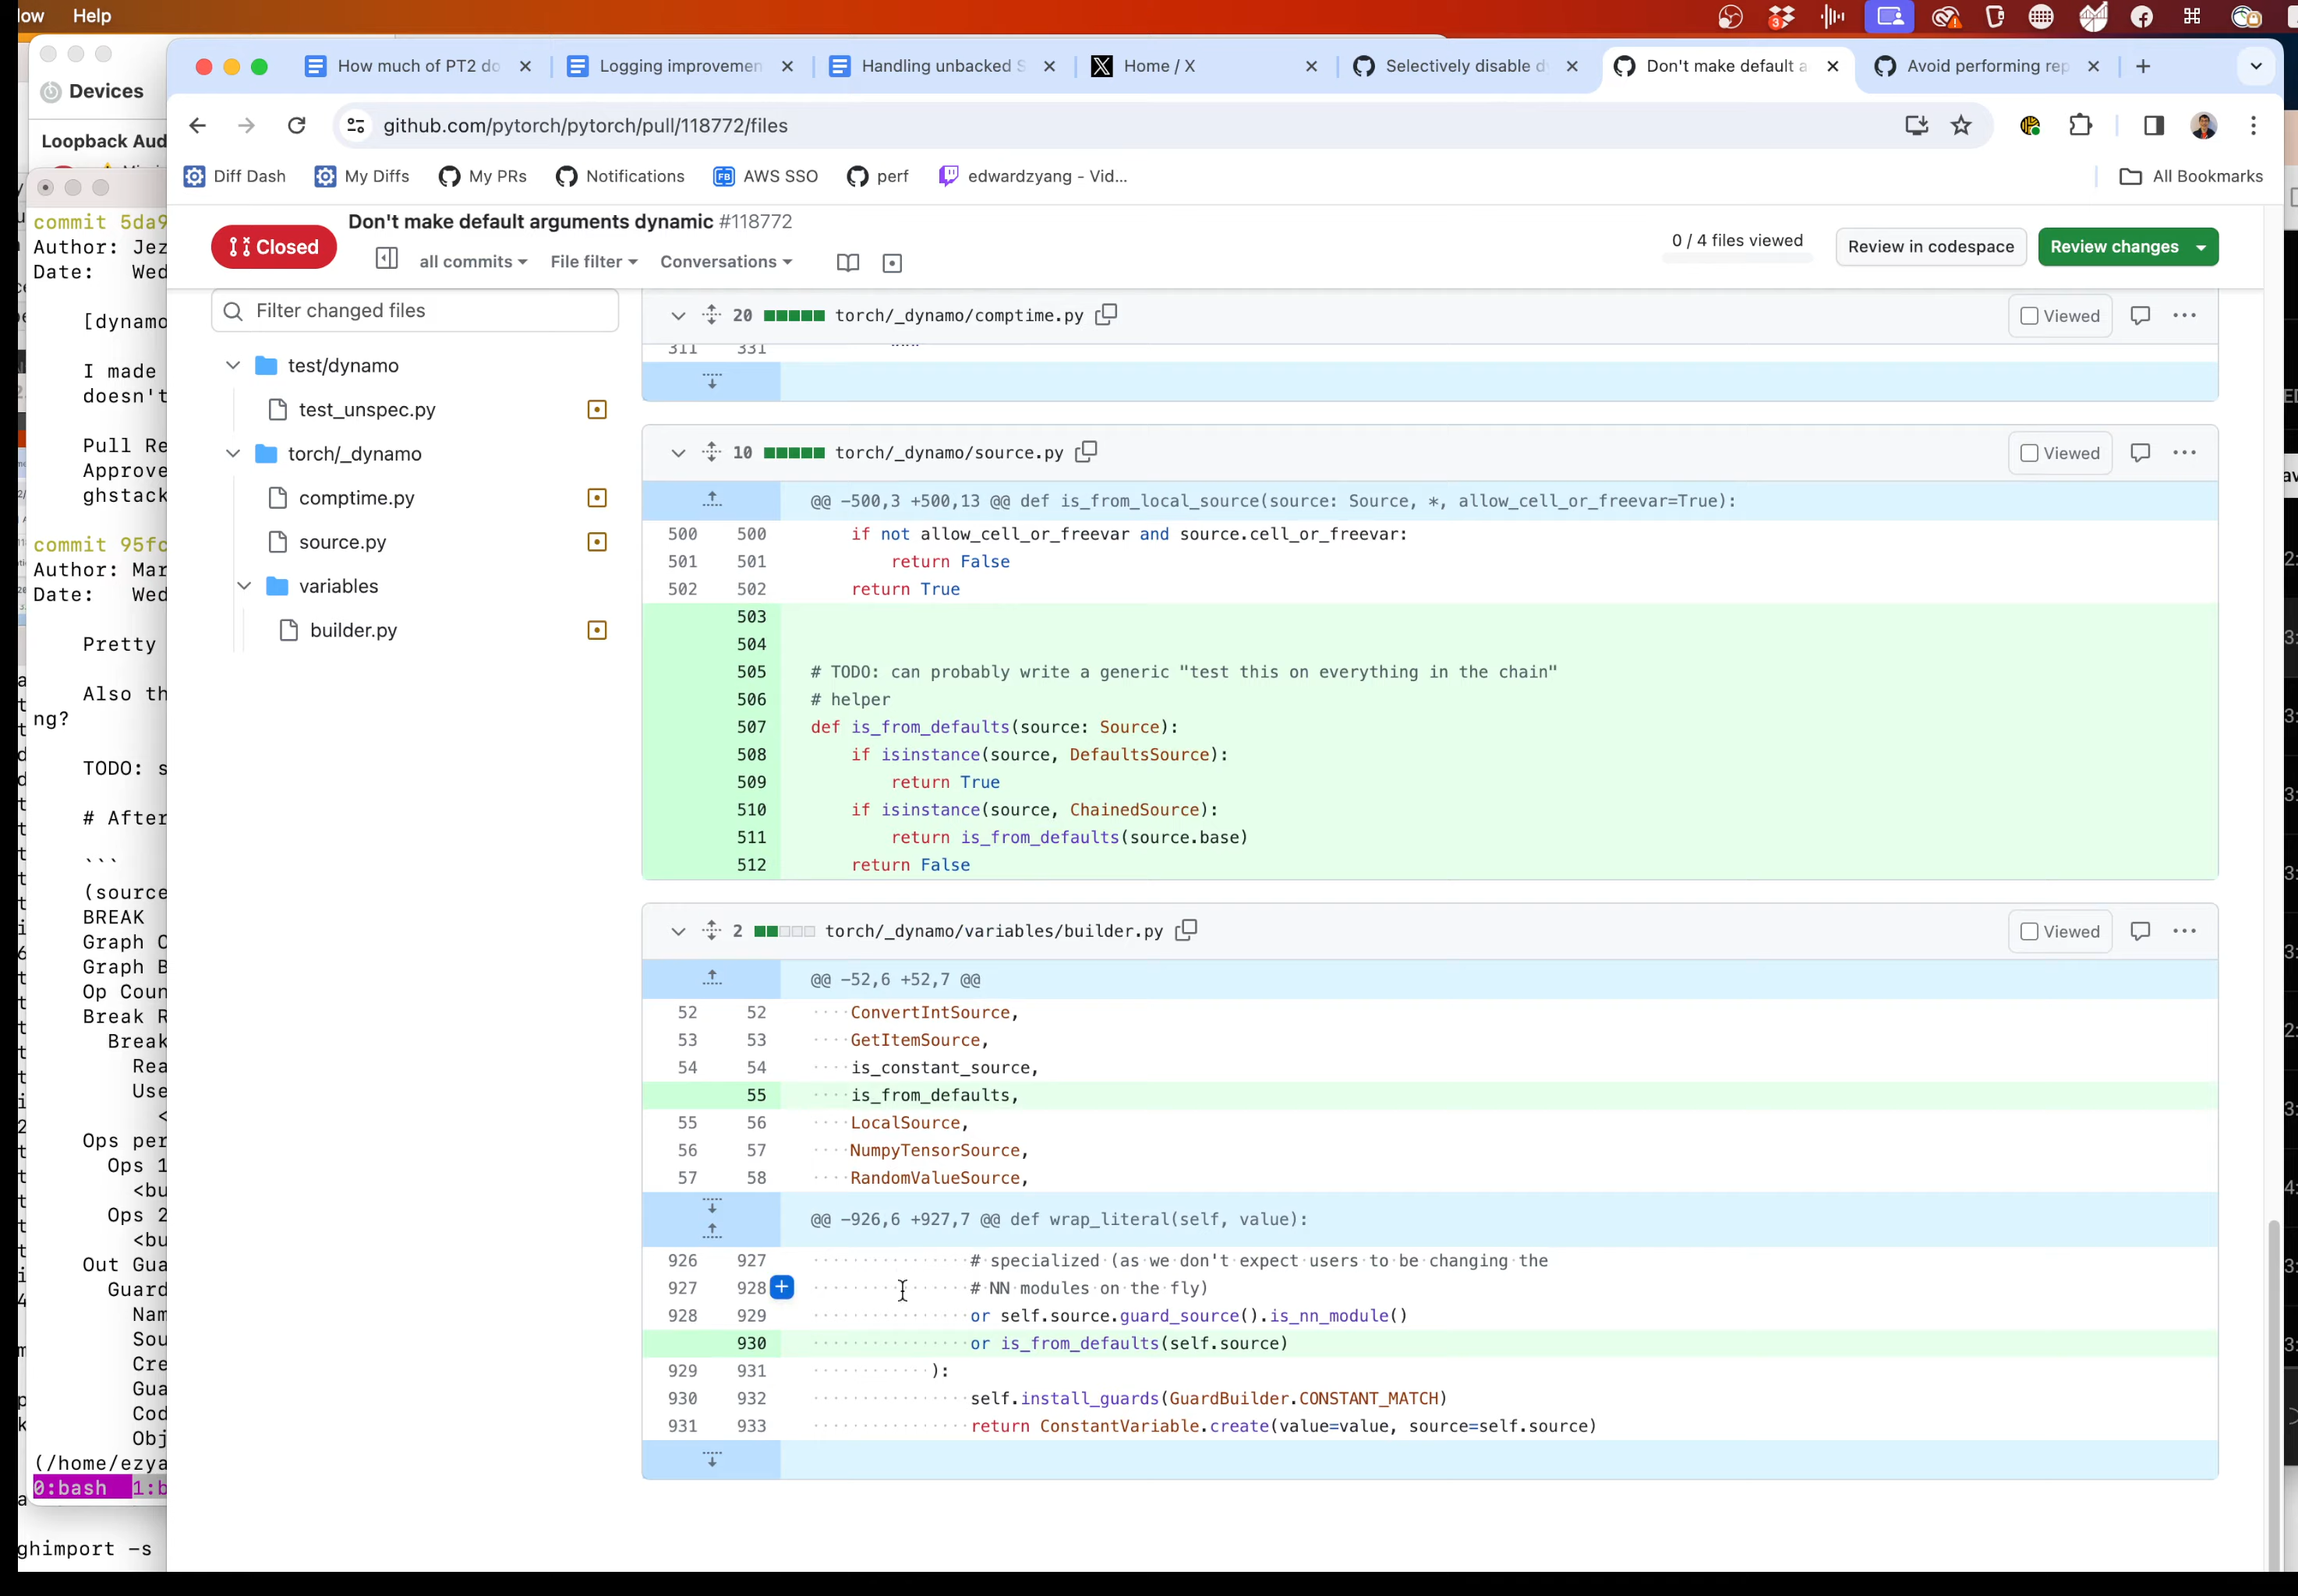 Help
Devices
Loopback Aud
How much of PT2 do
Logging improvemen
Handling unbacked S
Home / X
Selectively disable d
Don't make default a
Avoid performing rep
github.com/pytorch/pytorch/pull/118772/files
Diff Dash
My Diffs
My PRs
Notifications
AWS SSO
perf
edwardzyang - Vid...
All Bookmarks
commit 5da9
Author: Jez
Date:   Wed
[dynamo
I made
doesn't
Pull Re
Approve
ghstack
commit 95fc
Author: Mar
Date:   Wed
Pretty
Also th
ng?
TODO: s
# After
```
(source
BREAK
Graph C
Graph B
Op Coun
Break R
Break
Rea
Use
<
Ops per
Ops 1
<bu
Ops 2
<bu
Out Gua
Guard
Nam
Sou
Cre
Gua
Cod
Obj
(/home/ezya
0:bash  1:b
ghimport -s
Closed
Don't make default arguments dynamic #118772
all commits
File filter
Conversations
0 / 4 files viewed
Review in codespace
Review changes
Filter changed files
test/dynamo
test_unspec.py
torch/_dynamo
comptime.py
source.py
variables
builder.py
20 torch/_dynamo/comptime.py
Viewed
311 331 """
10 torch/_dynamo/source.py
Viewed
@@ -500,3 +500,13 @@ def is_from_local_source(source: Source, *, allow_cell_or_freevar=True):
500 500 if not allow_cell_or_freevar and source.cell_or_freevar:
501 501 return False
502 502 return True
503
504
505 # TODO: can probably write a generic "test this on everything in the chain"
506 # helper
507 def is_from_defaults(source: Source):
508 if isinstance(source, DefaultsSource):
509 return True
510 if isinstance(source, ChainedSource):
511 return is_from_defaults(source.base)
512 return False
2 torch/_dynamo/variables/builder.py
Viewed
@@ -52,6 +52,7 @@
52 52 ConvertIntSource,
53 53 GetItemSource,
54 54 is_constant_source,
55 is_from_defaults,
55 56 LocalSource,
56 57 NumpyTensorSource,
57 58 RandomValueSource,
@@ -926,6 +927,7 @@ def wrap_literal(self, value):
926 927 # specialized (as we don't expect users to be changing the
927 928 # NN modules on the fly)
928 929 or self.source.guard_source().is_nn_module()
930 or is_from_defaults(self.source)
929 931 ):
930 932 self.install_guards(GuardBuilder.CONSTANT_MATCH)
931 933 return ConstantVariable.create(value=value, source=self.source)